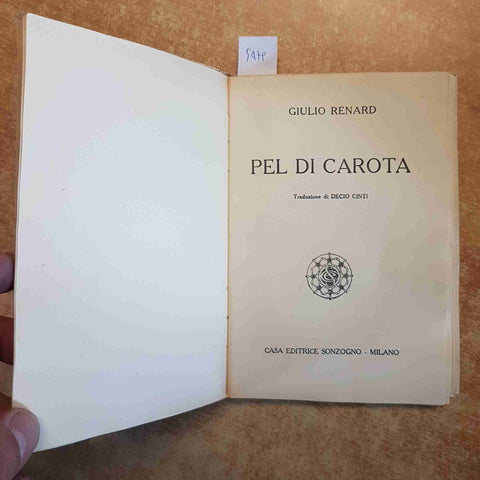 GIULIO RENARD
PEL DI CAROTA
Traduzione di DECIO CINTI
CASA EDITRICE SONZOGNO - MILANO